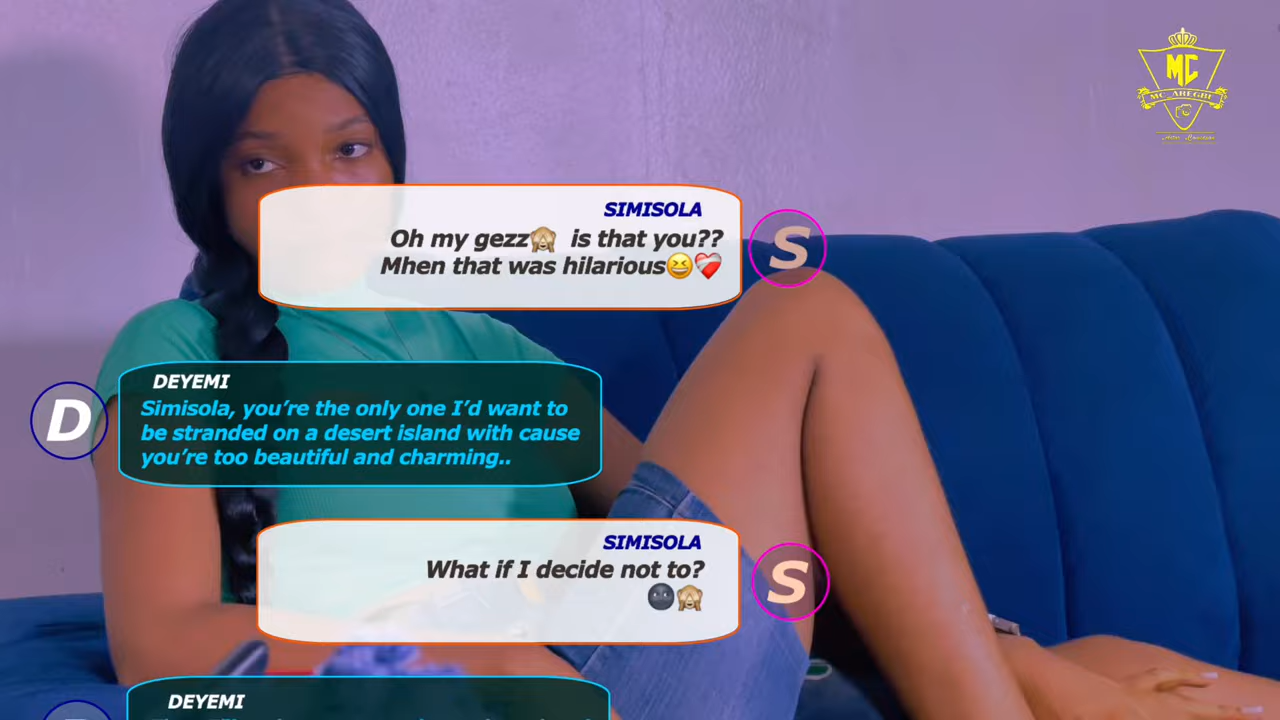 MC
MC AREGBE
SIMISOLA
Oh my gezz🙈 is that you??
Mhen that was hilarious😆❤️‍🩹
S
DEYEMI
D
Simisola, you’re the only one I’d want to
be stranded on a desert island with cause
you’re too beautiful and charming..
SIMISOLA
What if I decide not to?
🌚🙈
S
DEYEMI